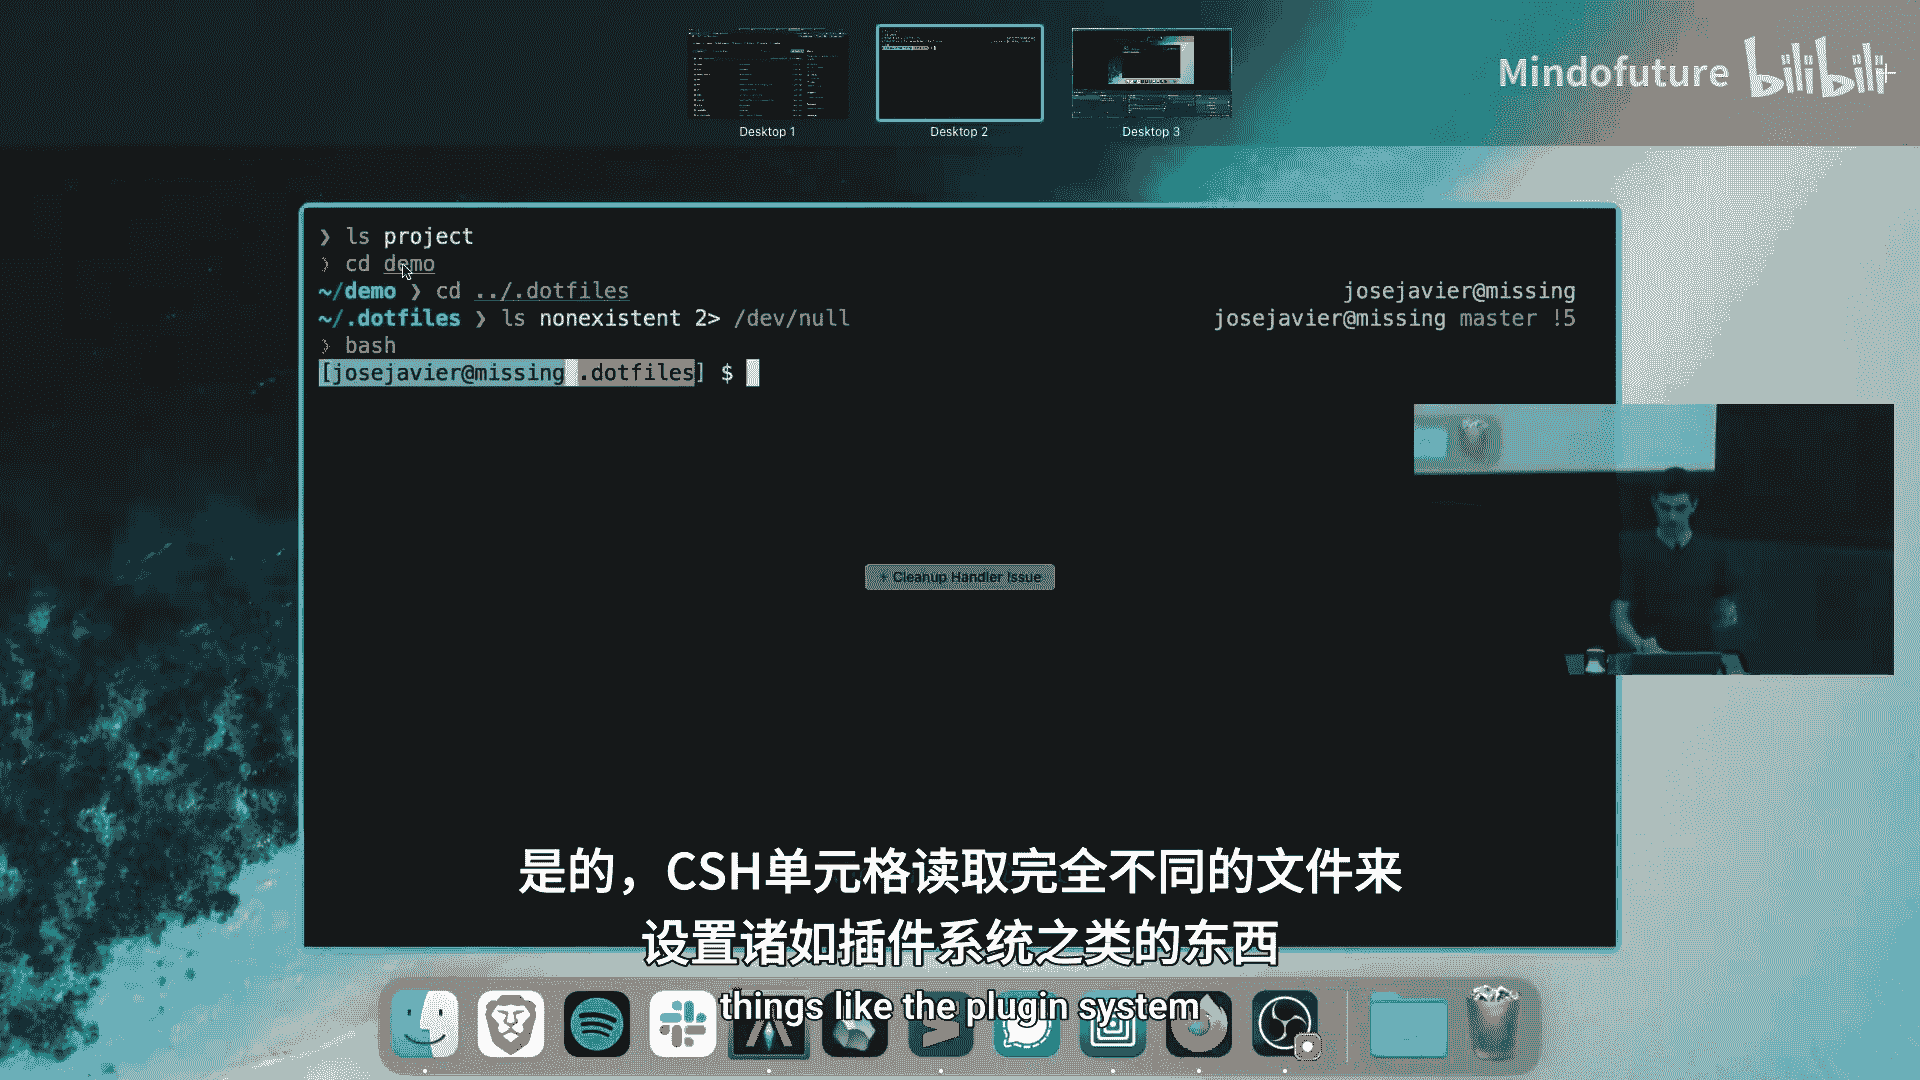 Mindofuture bilibili
Desktop 1
Desktop 2
Desktop 3
❯ ls project
❯ cd demo
~/demo ❯ cd ../.dotfiles josejavier@missing
~/.dotfiles ❯ ls nonexistent 2> /dev/null josejavier@missing master !5
❯ bash
[josejavier@missing .dotfiles] $
Cleanup Handler Issue
是的，CSH单元格读取完全不同的文件来
设置诸如插件系统之类的东西
things like the plugin system